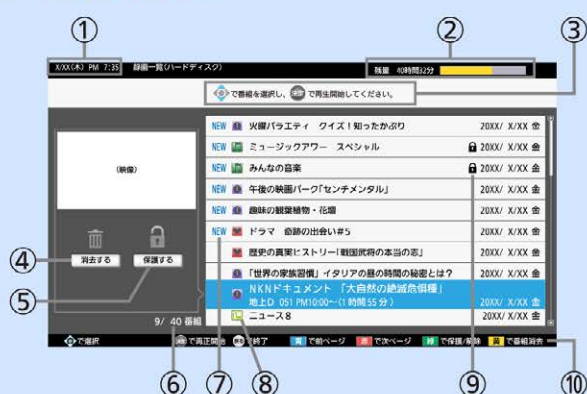 ① ② ③
X/XX(木) PM 7:35 録画一覧(ハードディスク) 残量 40時間32分
で番組を選択し、決定で再生開始してください。
NEW 火曜バラエティ クイズ!知ったかぶり 20XX/ X/XX 金
NEW ミュージックアワー スペシャル 20XX/ X/XX 金
(映像)
NEW みんなの音楽 20XX/ X/XX 金
NEW 午後の映画パーク「センチメンタル」 20XX/ X/XX 金
NEW 趣味の観葉植物・花壇 20XX/ X/XX 金
NEW ドラマ 奇跡の出会い#5 20XX/ X/XX 金
④ 消去する 保護する
歴史の真実ヒストリー「戦国武将の本当の志」 20XX/ X/XX 金
⑤
「世界の家族習慣」イタリアの昼の時間の秘密とは? 20XX/ X/XX 金
NKNドキュメント 「大自然の絶滅危惧種」
地上D 051 PM10:00~(1時間55分) 20XX/ X/XX 金
9/ 40 番組 ニュース8 20XX/ X/XX 金
で選択 決定で再正開始 戻るで終了 青で前ページ 赤で次ページ 緑で保護/解除 黄で番組消去
⑥ ⑦ ⑧ ⑨ ⑩